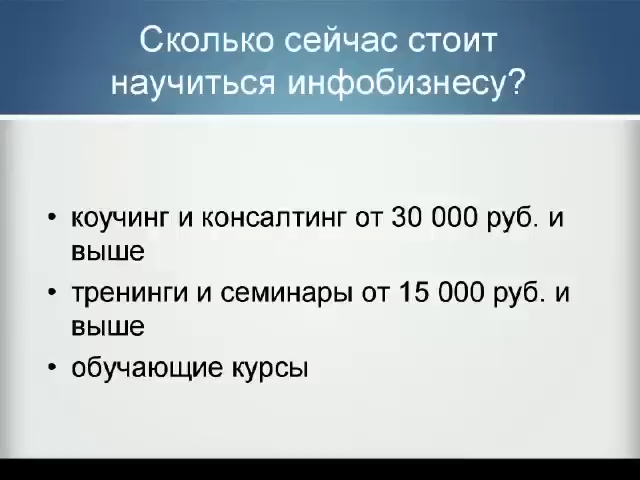 Сколько сейчас стоит
научиться инфобизнесу?
• коучинг и консалтинг от 30 000 руб. и
выше
• тренинги и семинары от 15 000 руб. и
выше
• обучающие курсы